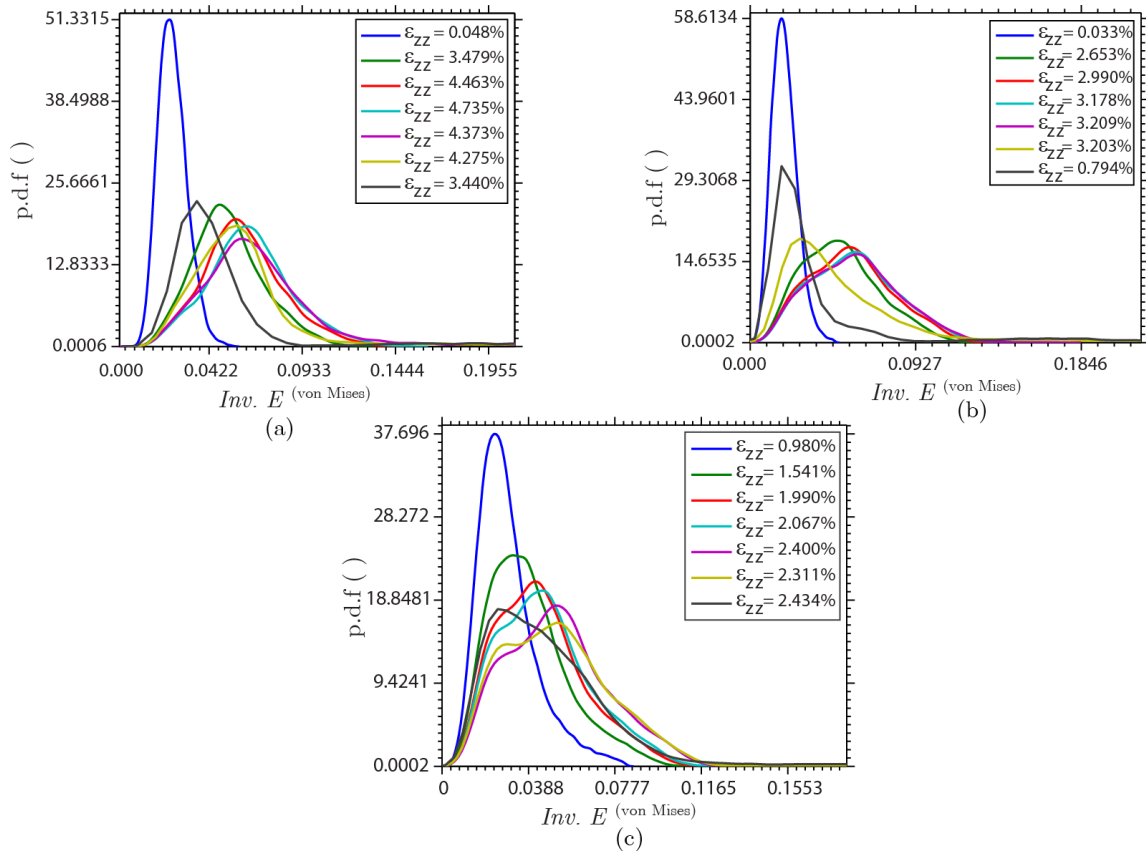 51.3315
38.4988
25.6661
12.8333
0.0006
p.d.f ( )
εzz= 0.048%
εzz= 3.479%
εzz= 4.463%
εzz= 4.735%
εzz= 4.373%
εzz= 4.275%
εzz= 3.440%
0.000 0.0422 0.0933 0.1444 0.1955
Inv. E (von Mises)
(a)
58.6134
43.9601
29.3068
14.6535
0.0002
p.d.f ( )
εzz= 0.033%
εzz= 2.653%
εzz= 2.990%
εzz= 3.178%
εzz= 3.209%
εzz= 3.203%
εzz= 0.794%
0.000 0.0927 0.1846
Inv. E (von Mises)
(b)
37.696
28.272
18.8481
9.4241
0.0002
p.d.f ( )
εzz= 0.980%
εzz= 1.541%
εzz= 1.990%
εzz= 2.067%
εzz= 2.400%
εzz= 2.311%
εzz= 2.434%
0 0.0388 0.0777 0.1165 0.1553
Inv. E (von Mises)
(c)